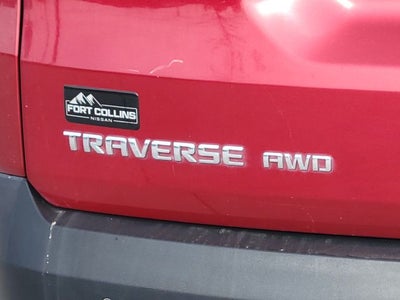 FORT COLLINS
NISSAN
TRAVERSE AWD